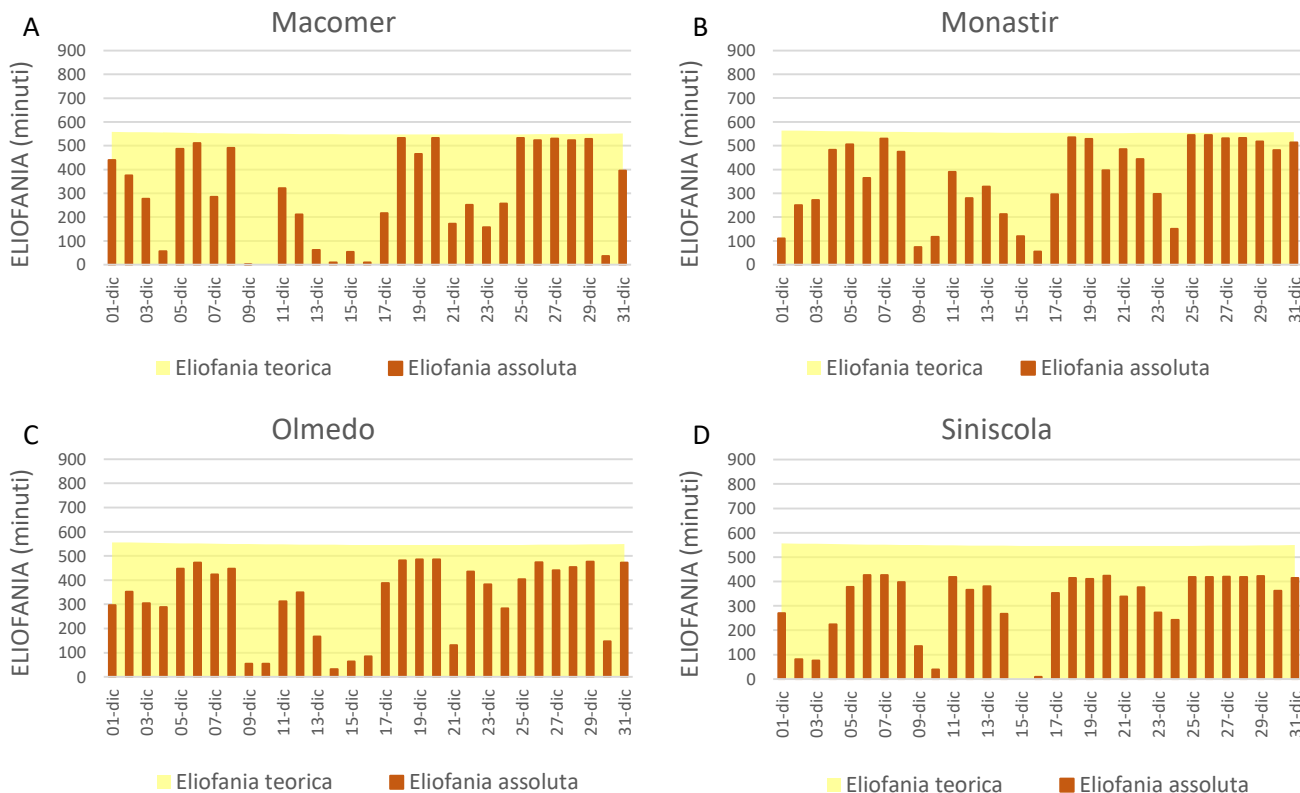 A
Macomer
ELIOFANIA (minuti)
900
800
700
600
500
400
300
200
100
0
01-dic
03-dic
05-dic
07-dic
09-dic
11-dic
13-dic
15-dic
17-dic
19-dic
21-dic
23-dic
25-dic
27-dic
29-dic
31-dic
Eliofania teorica Eliofania assoluta
B
Monastir
ELIOFANIA (minuti)
900
800
700
600
500
400
300
200
100
0
01-dic
03-dic
05-dic
07-dic
09-dic
11-dic
13-dic
15-dic
17-dic
19-dic
21-dic
23-dic
25-dic
27-dic
29-dic
31-dic
Eliofania teorica Eliofania assoluta
C
Olmedo
ELIOFANIA (minuti)
900
800
700
600
500
400
300
200
100
0
01-dic
03-dic
05-dic
07-dic
09-dic
11-dic
13-dic
15-dic
17-dic
19-dic
21-dic
23-dic
25-dic
27-dic
29-dic
31-dic
Eliofania teorica Eliofania assoluta
D
Siniscola
ELIOFANIA (minuti)
900
800
700
600
500
400
300
200
100
0
01-dic
03-dic
05-dic
07-dic
09-dic
11-dic
13-dic
15-dic
17-dic
19-dic
21-dic
23-dic
25-dic
27-dic
29-dic
31-dic
Eliofania teorica Eliofania assoluta